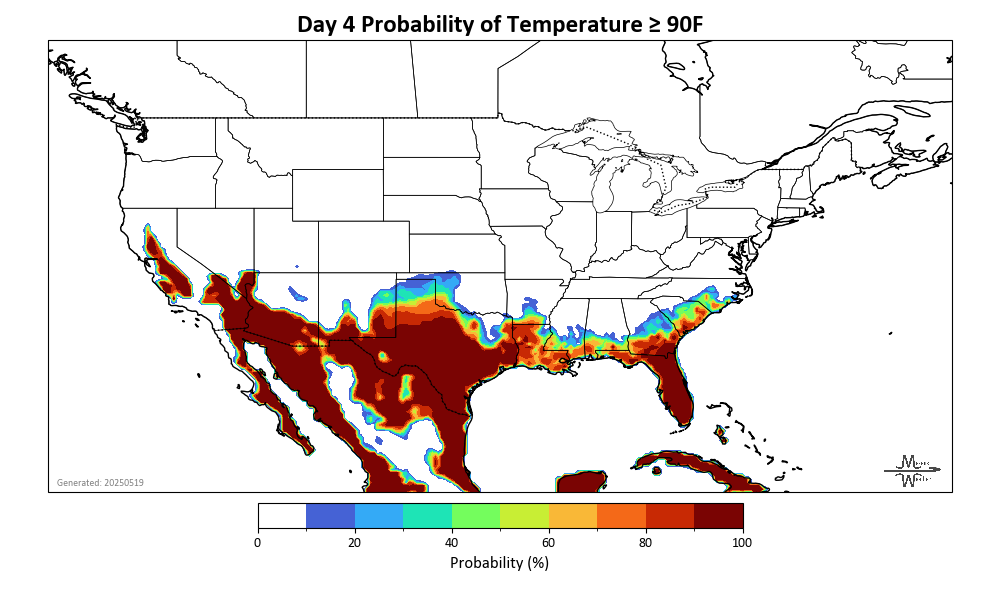 Day 4 Probability of Temperature ≥ 90F
Generated: 20250519
0 20 40 60 80 100
Probability (%)